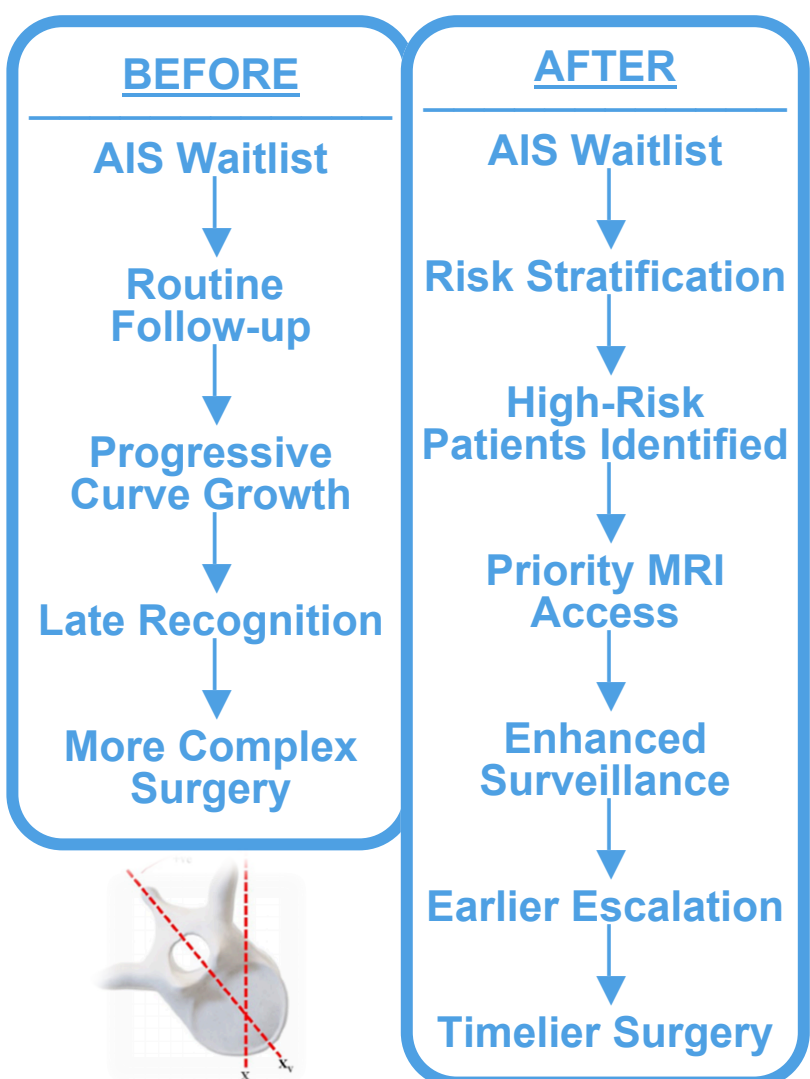 BEFORE
AIS Waitlist
Routine
Follow-up
Progressive
Curve Growth
Late Recognition
More Complex
Surgery
AFTER
AIS Waitlist
Risk Stratification
High-Risk
Patients Identified
Priority MRI
Access
Enhanced
Surveillance
Earlier Escalation
Timelier Surgery
x
xᵥ